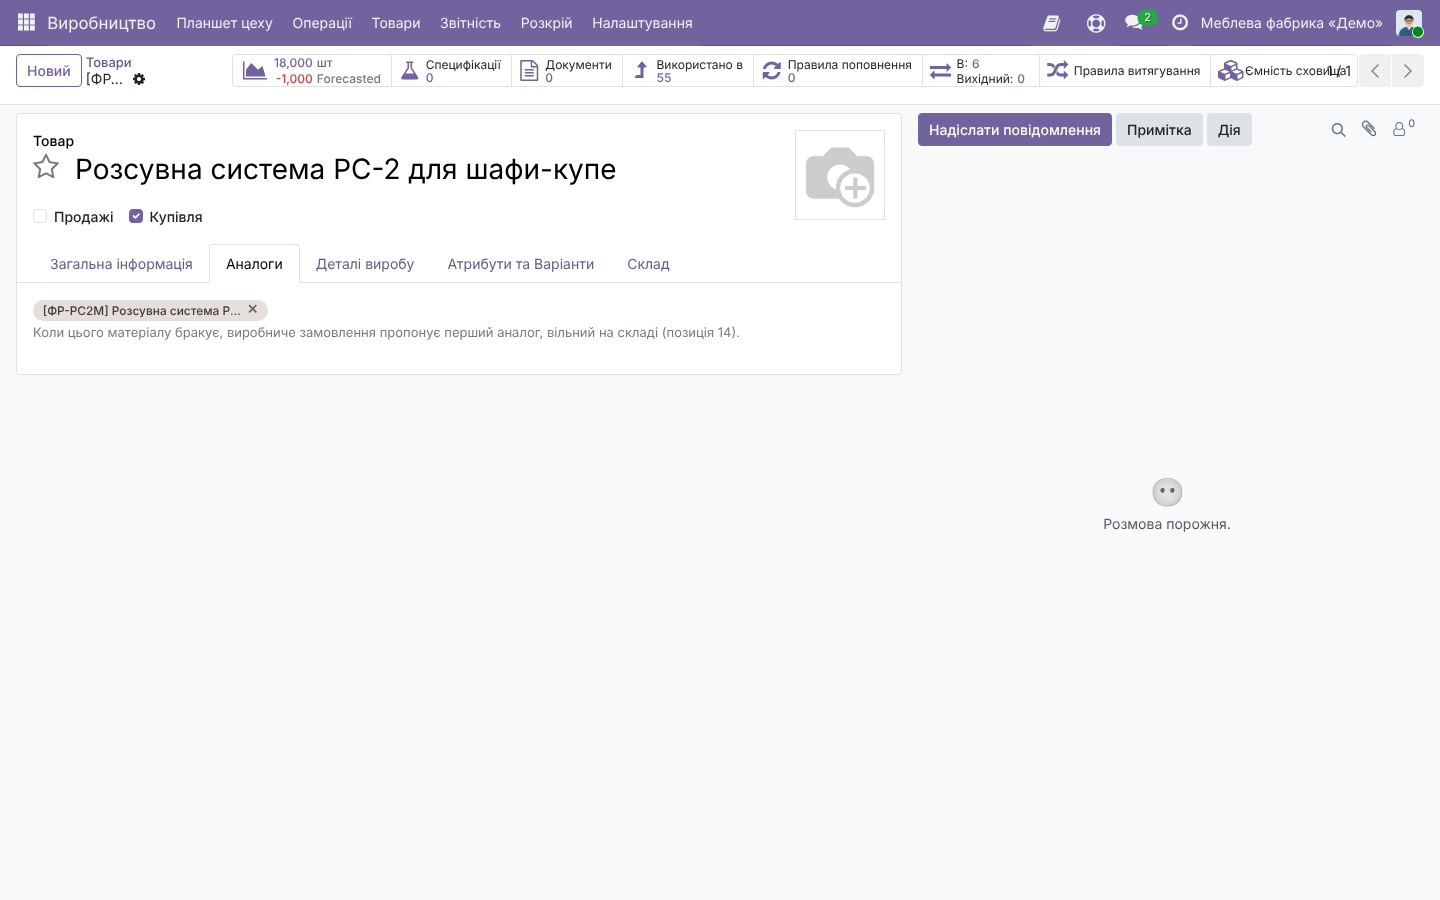 Виробництво Планшет цеху Операції Товари Звітність Розкрій Налаштування 2 Меблева фабрика «Демо»
Новий
Товари
[ФР...
18,000 шт
-1,000 Forecasted
Специфікації
0
Документи
0
Використано в
55
Правила поповнення
0
В: 6
Вихідний: 0
Правила витягування
Ємність сховища
1 / 1
Товар
Розсувна система РС-2 для шафи-купе
Продажі Купівля
Загальна інформація Аналоги Деталі виробу Атрибути та Варіанти Склад
[ФР-РС2М] Розсувна система Р...
Коли цього матеріалу бракує, виробниче замовлення пропонує перший аналог, вільний на складі (позиція 14).
Надіслати повідомлення Примітка Дія 0
Розмова порожня.